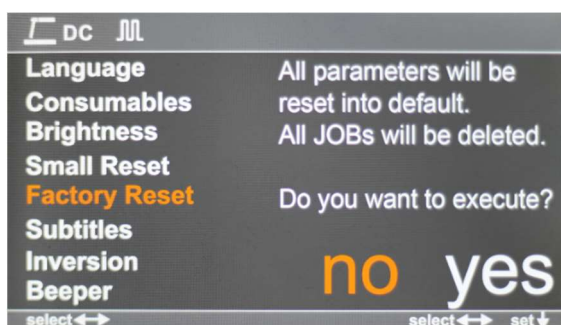 DC
Language
Consumables
Brightness
Small Reset
Factory Reset
Subtitles
Inversion
Beeper
All parameters will be
reset into default.
All JOBs will be deleted.
Do you want to execute?
no yes
select
select set